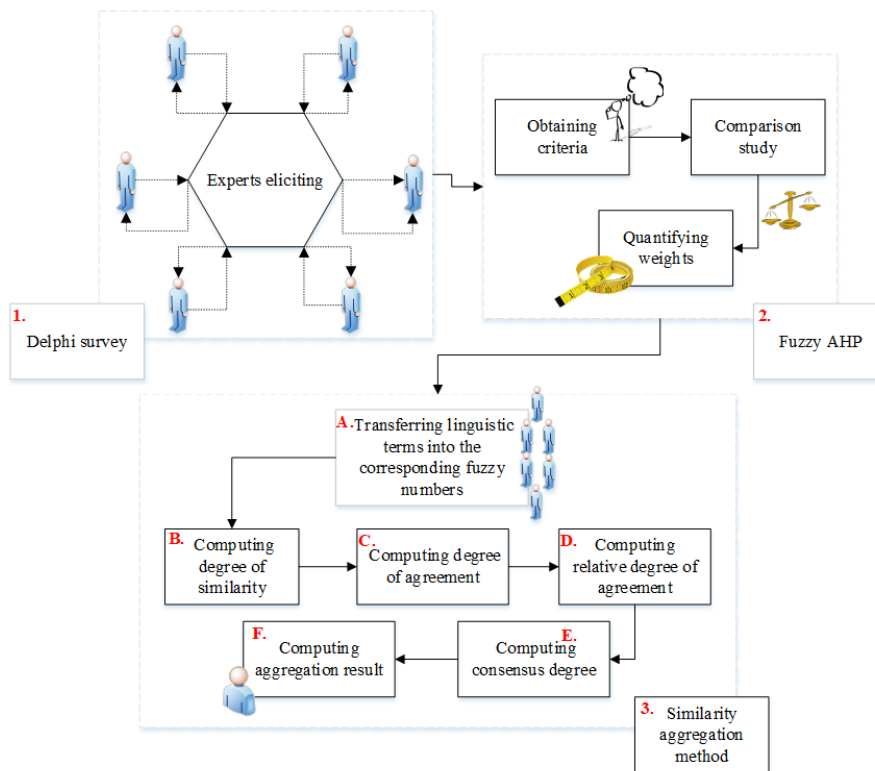 Experts eliciting
1.
Delphi survey
Obtaining
criteria
Comparison
study
Quantifying
weights
2.
Fuzzy AHP
A. Transferring linguistic
terms into the
corresponding fuzzy
numbers
B.
Computing
degree of
similarity
C.
Computing degree
of agreement
D.
Computing
relative degree of
agreement
E.
Computing
consensus degree
F.
Computing
aggregation result
3.
Similarity
aggregation
method